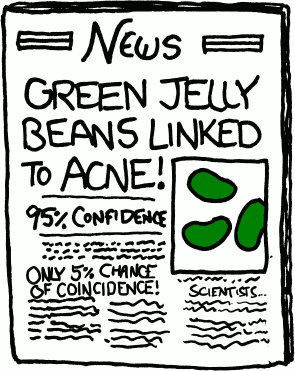 NEWS
GREEN JELLY
BEANS LINKED
TO ACNE!
95% CONFIDENCE
ONLY 5% CHANCE
OF COINCIDENCE!
SCIENTISTS...